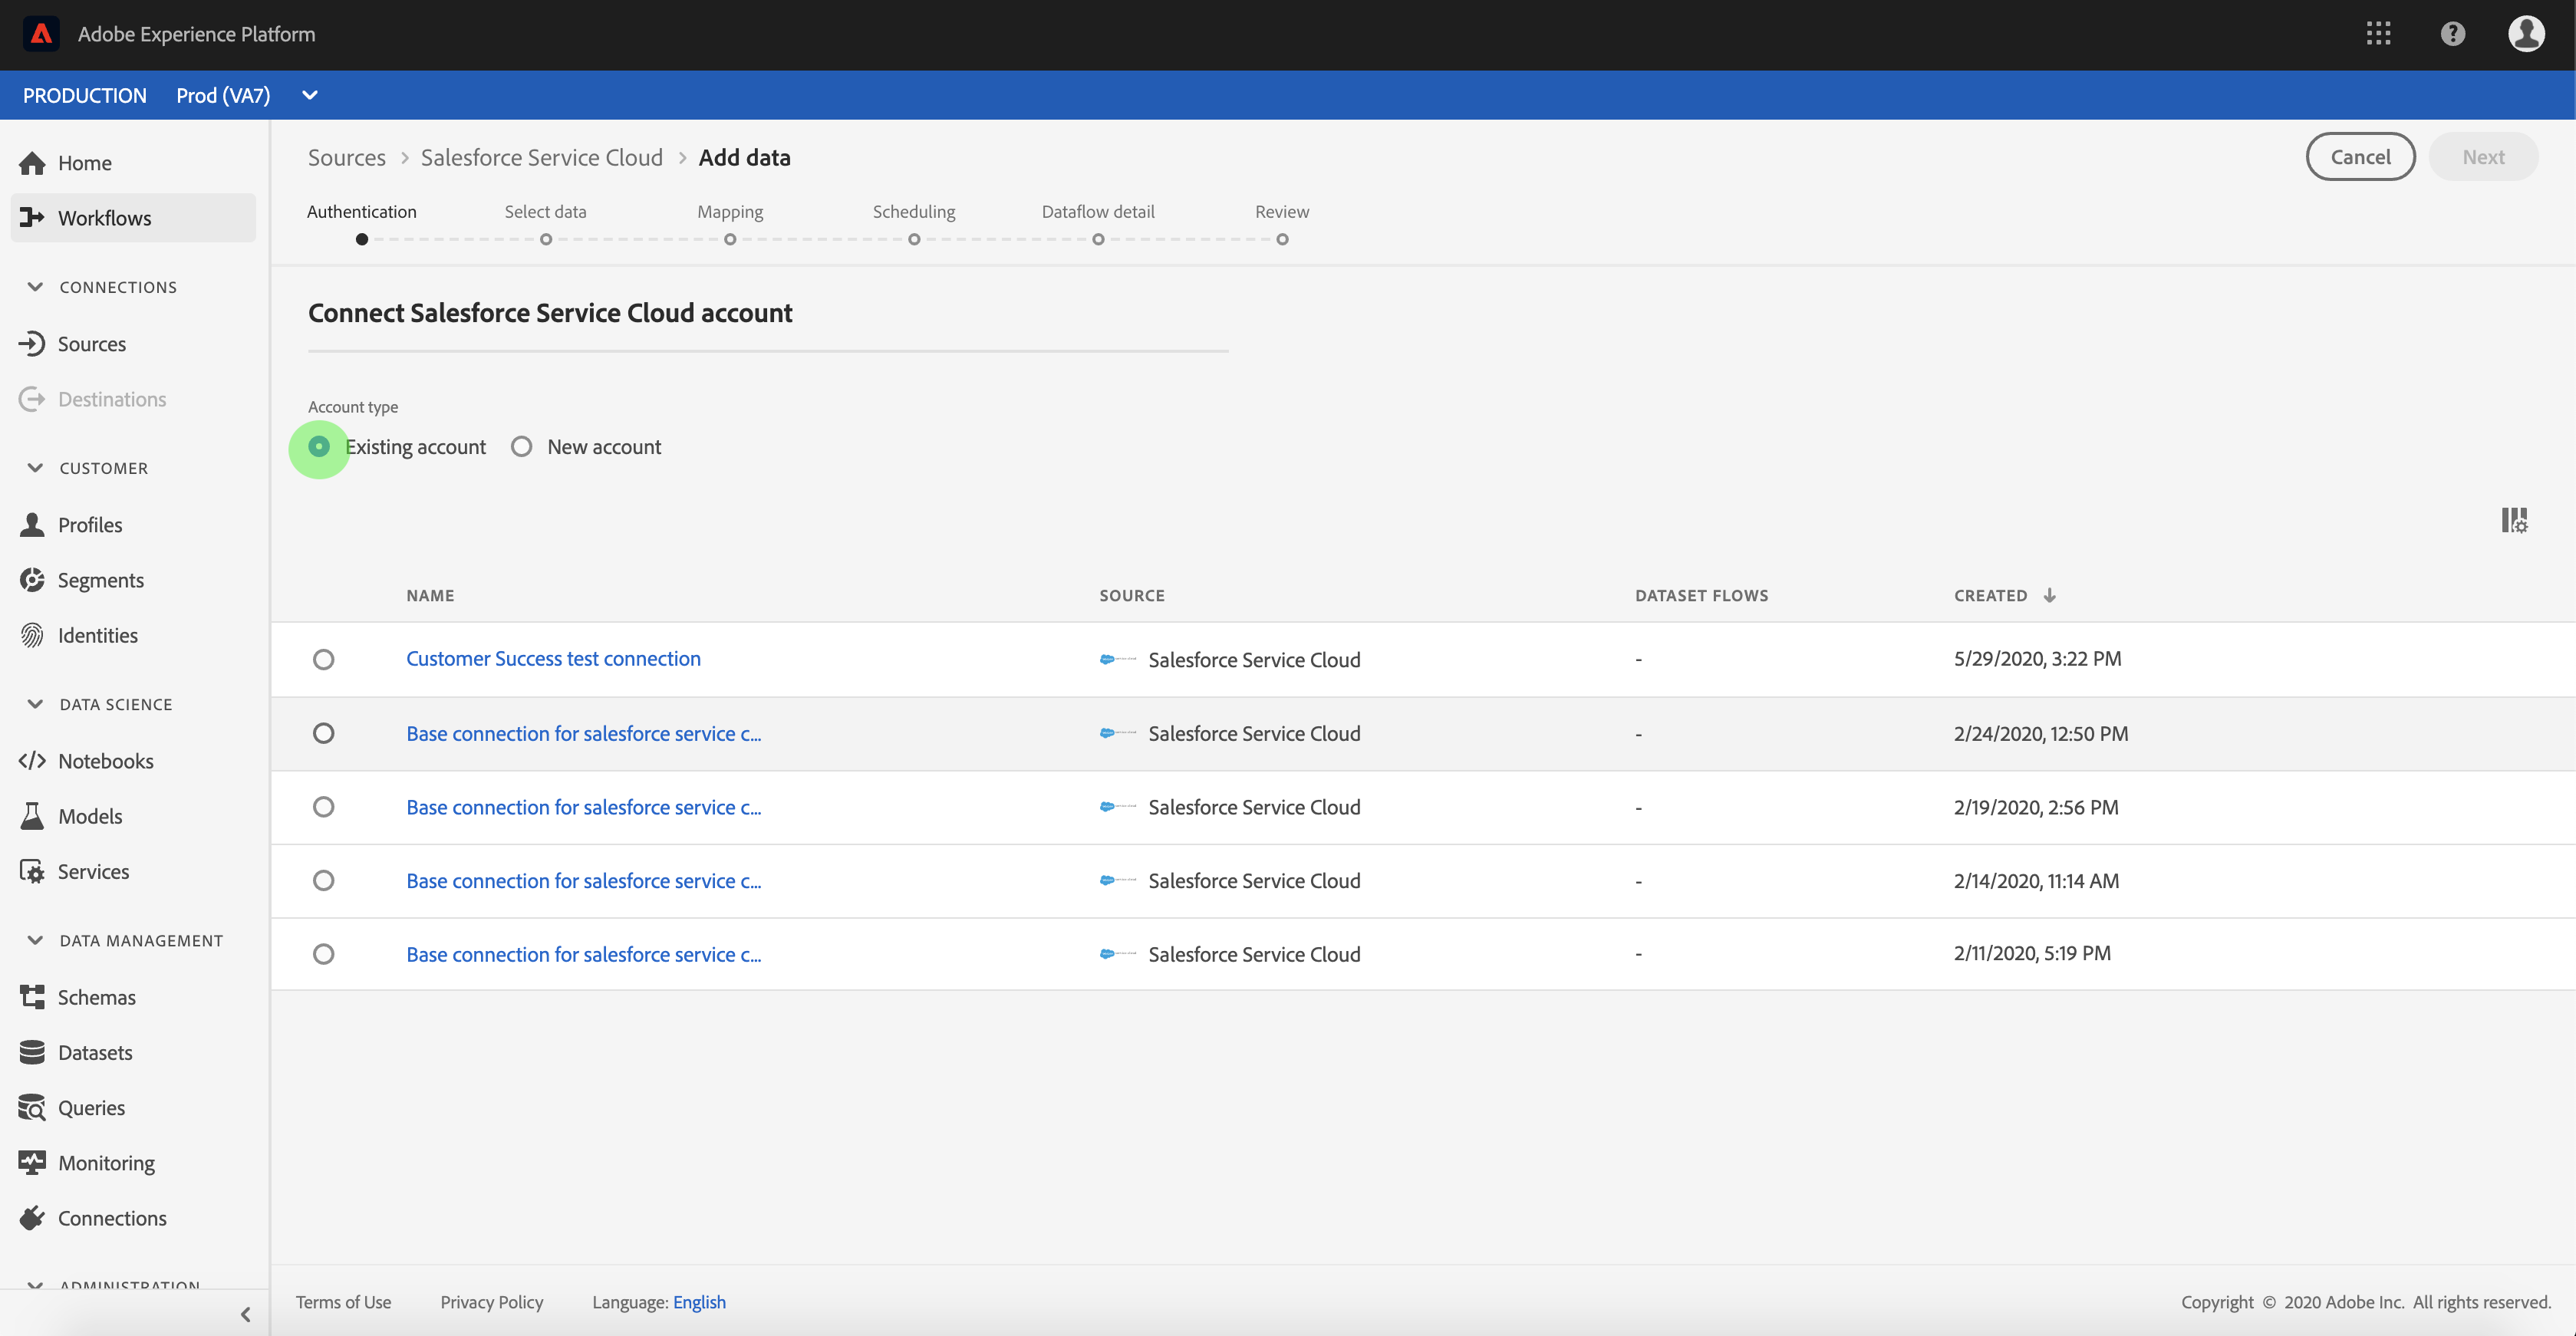 Adobe Experience Platform
PRODUCTION Prod (VA7)
Home
Workflows
CONNECTIONS
Sources
Destinations
CUSTOMER
Profiles
Segments
Identities
DATA SCIENCE
Notebooks
Models
Services
DATA MANAGEMENT
Schemas
Datasets
Queries
Monitoring
Connections
ADMINISTRATION
Sources > Salesforce Service Cloud > Add data
Cancel Next
Authentication Select data Mapping Scheduling Dataflow detail Review
Connect Salesforce Service Cloud account
Account type
Existing account New account
NAME SOURCE DATASET FLOWS CREATED
Customer Success test connection Salesforce Service Cloud - 5/29/2020, 3:22 PM
Base connection for salesforce service c... Salesforce Service Cloud - 2/24/2020, 12:50 PM
Base connection for salesforce service c... Salesforce Service Cloud - 2/19/2020, 2:56 PM
Base connection for salesforce service c... Salesforce Service Cloud - 2/14/2020, 11:14 AM
Base connection for salesforce service c... Salesforce Service Cloud - 2/11/2020, 5:19 PM
Terms of Use Privacy Policy Language: English Copyright © 2020 Adobe Inc. All rights reserved.